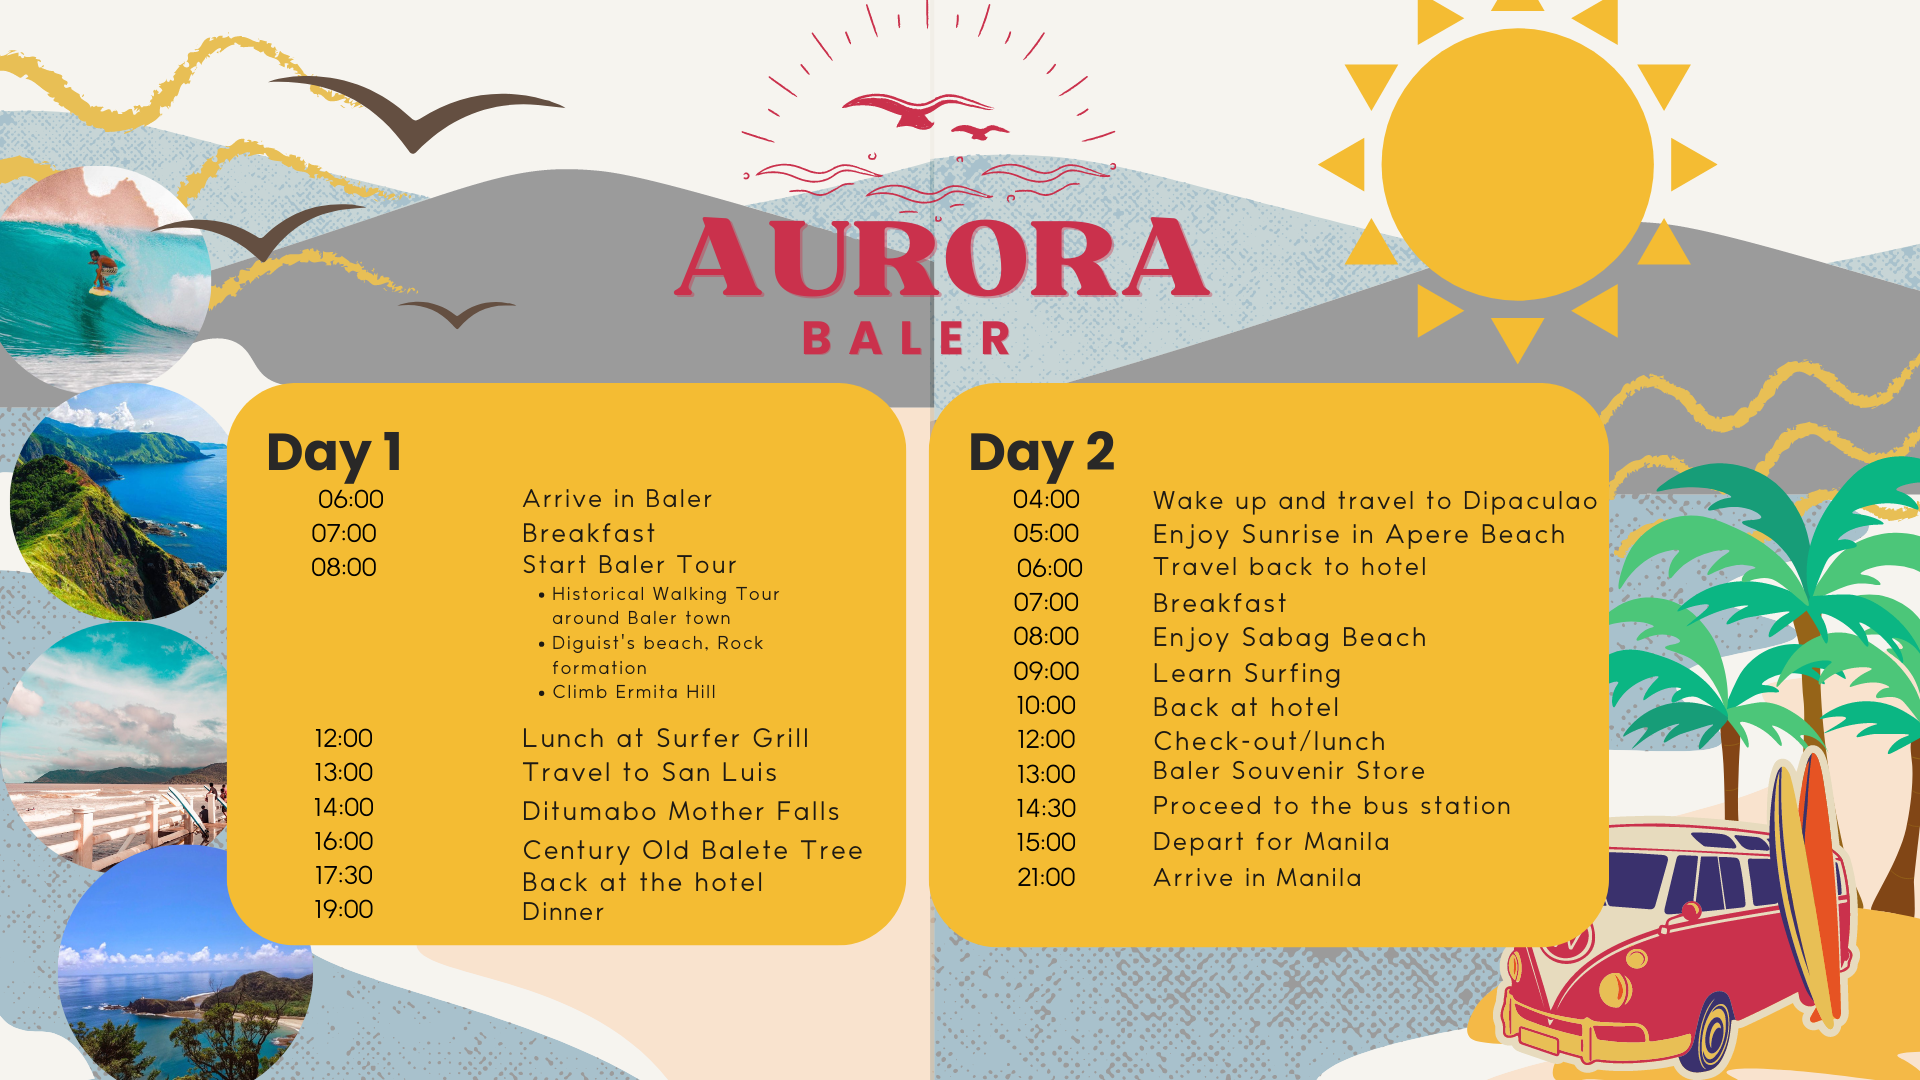 AURORA
BALER
Day 1
06:00 Arrive in Baler
07:00 Breakfast
08:00 Start Baler Tour
• Historical Walking Tour
around Baler town
• Diguist's beach, Rock
formation
• Climb Ermita Hill
12:00 Lunch at Surfer Grill
13:00 Travel to San Luis
14:00 Ditumabo Mother Falls
16:00 Century Old Balete Tree
17:30 Back at the hotel
19:00 Dinner
Day 2
04:00 Wake up and travel to Dipaculao
05:00 Enjoy Sunrise in Apere Beach
06:00 Travel back to hotel
07:00 Breakfast
08:00 Enjoy Sabag Beach
09:00 Learn Surfing
10:00 Back at hotel
12:00 Check-out/lunch
13:00 Baler Souvenir Store
14:30 Proceed to the bus station
15:00 Depart for Manila
21:00 Arrive in Manila